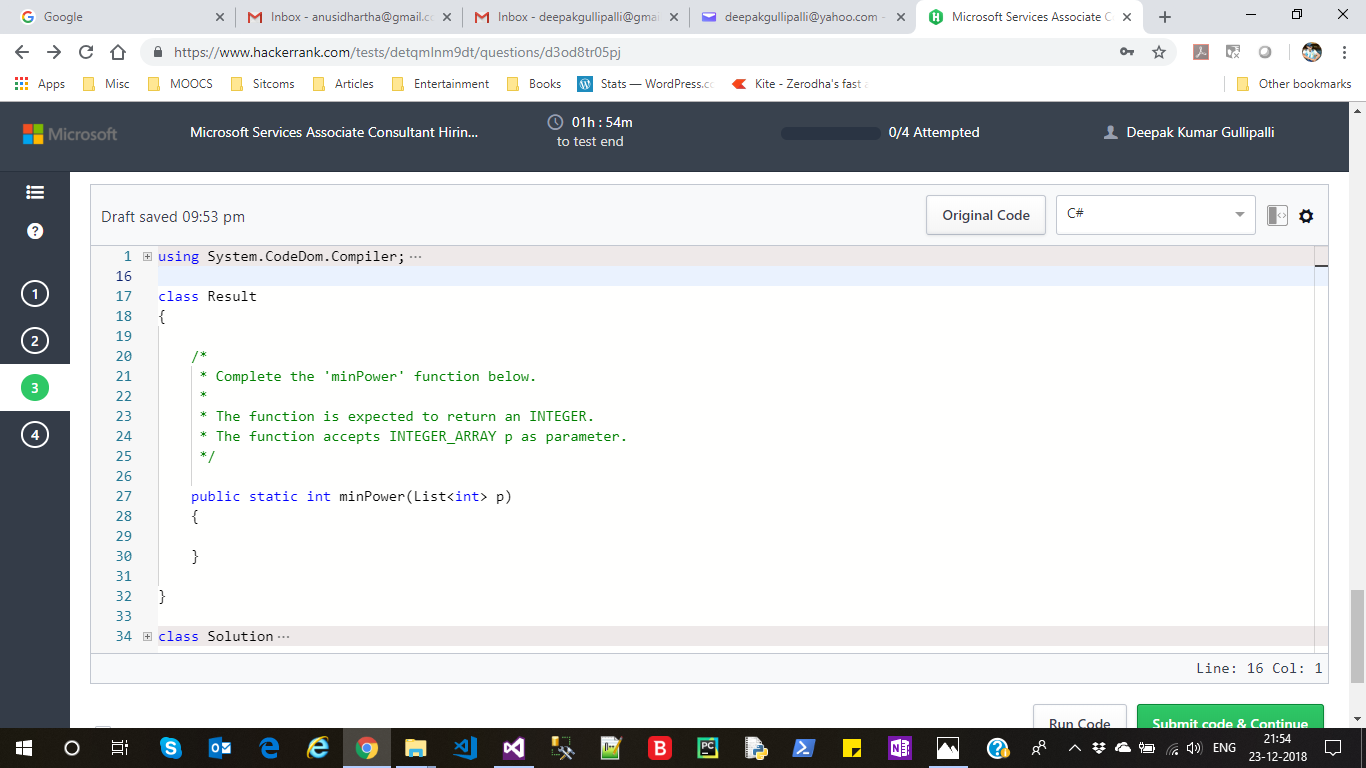 Google
Inbox - anusidhartha@gmail.c
Inbox - deepakgullipalli@gmai
deepakgullipalli@yahoo.com -
Microsoft Services Associate C
https://www.hackerrank.com/tests/detqmlnm9dt/questions/d3od8tr05pj
Apps Misc MOOCS Sitcoms Articles Entertainment Books Stats — WordPress.c Kite - Zerodha's fast a Other bookmarks
Microsoft
Microsoft Services Associate Consultant Hirin...
01h : 54m
to test end
0/4 Attempted
Deepak Kumar Gullipalli
?
1
2
3
4
Draft saved 09:53 pm
Original Code
C#
1 using System.CodeDom.Compiler; ···
16
17 class Result
18 {
19
20 /*
21 * Complete the 'minPower' function below.
22 *
23 * The function is expected to return an INTEGER.
24 * The function accepts INTEGER_ARRAY p as parameter.
25 */
26
27 public static int minPower(List<int> p)
28 {
29
30 }
31
32 }
33
34 class Solution ···
Line: 16 Col: 1
Run Code
Submit code & Continue
ENG
21:54
23-12-2018